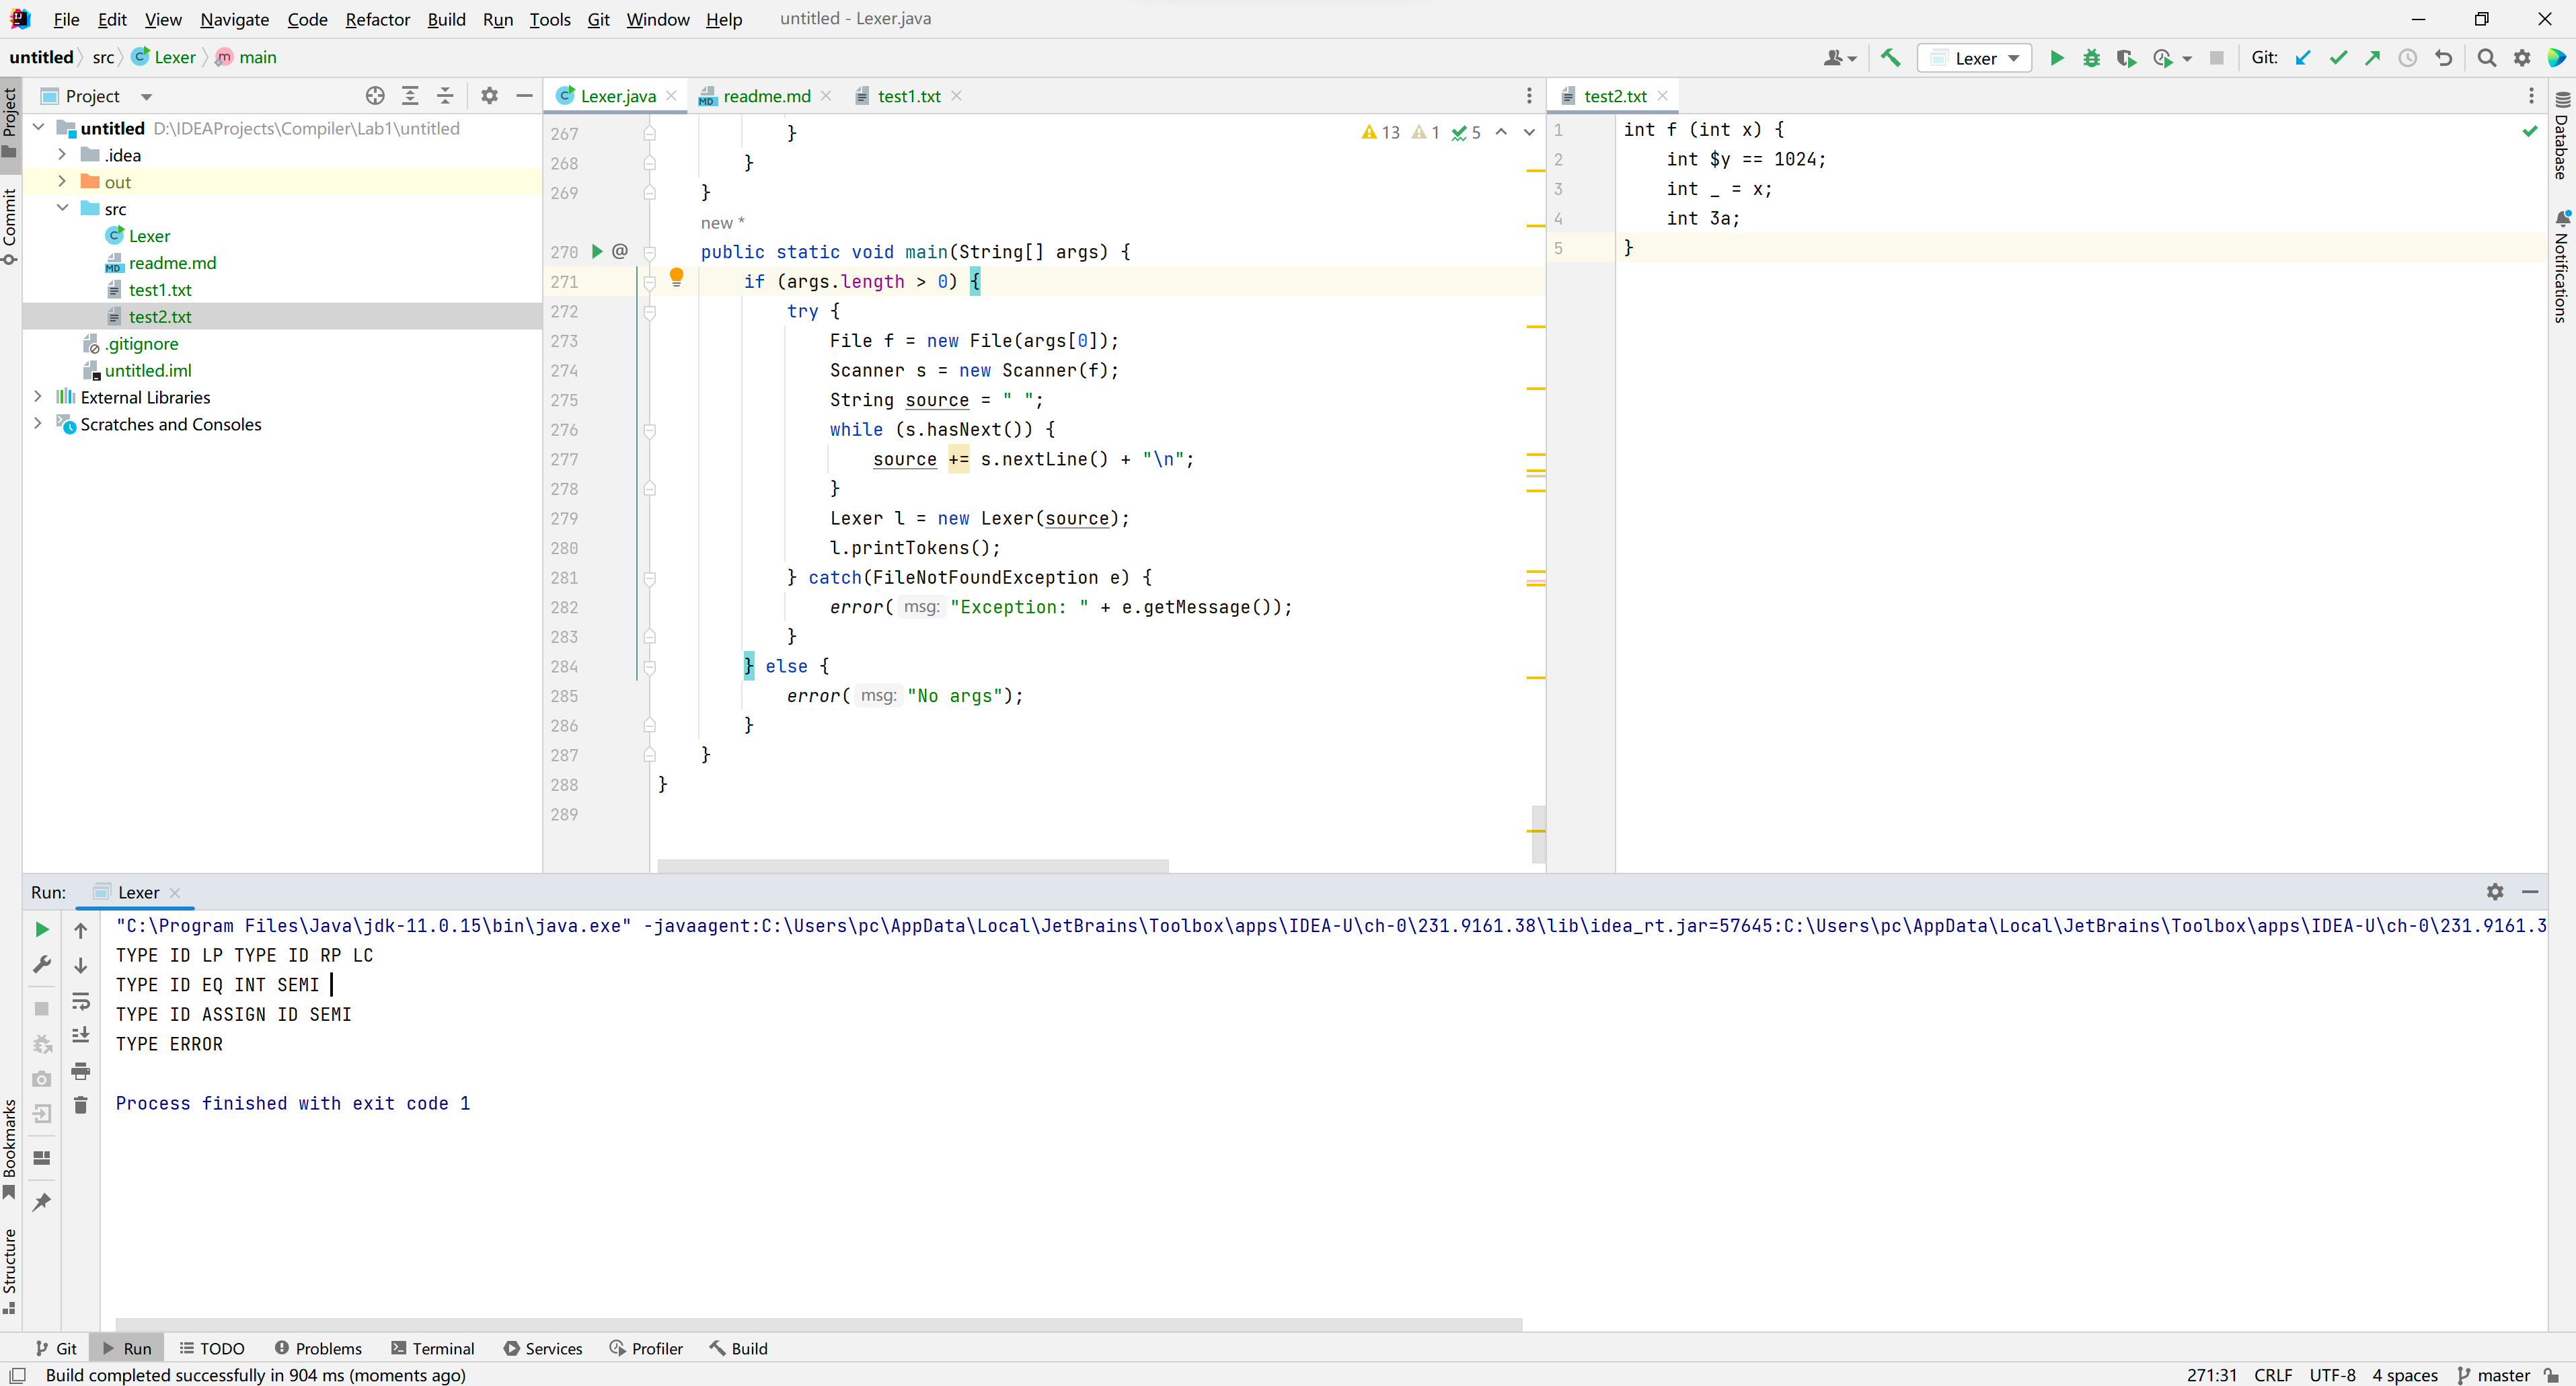 File Edit View Navigate Code Refactor Build Run Tools Git Window Help untitled - Lexer.java
untitled src Lexer main
Lexer Git:
Project
Commit
Bookmarks
Structure
Project
untitled D:\IDEAProjects\Compiler\Lab1\untitled
.idea
out
src
Lexer
readme.md
test1.txt
test2.txt
.gitignore
untitled.iml
External Libraries
Scratches and Consoles
Lexer.java readme.md test1.txt
13 1 5
267 }
268 }
269 }
new *
270 @ public static void main(String[] args) {
271 if (args.length > 0) {
272 try {
273 File f = new File(args[0]);
274 Scanner s = new Scanner(f);
275 String source = " ";
276 while (s.hasNext()) {
277 source += s.nextLine() + "\n";
278 }
279 Lexer l = new Lexer(source);
280 l.printTokens();
281 } catch(FileNotFoundException e) {
282 error( msg: "Exception: " + e.getMessage());
283 }
284 } else {
285 error( msg: "No args");
286 }
287 }
288 }
289
test2.txt
1 int f (int x) {
2 int $y == 1024;
3 int _ = x;
4 int 3a;
5 }
Database
Notifications
Run: Lexer
"C:\Program Files\Java\jdk-11.0.15\bin\java.exe" -javaagent:C:\Users\pc\AppData\Local\JetBrains\Toolbox\apps\IDEA-U\ch-0\231.9161.38\lib\idea_rt.jar=57645:C:\Users\pc\AppData\Local\JetBrains\Toolbox\apps\IDEA-U\ch-0\231.9161.3
TYPE ID LP TYPE ID RP LC
TYPE ID EQ INT SEMI
TYPE ID ASSIGN ID SEMI
TYPE ERROR
Process finished with exit code 1
Git Run TODO Problems Terminal Services Profiler Build
Build completed successfully in 904 ms (moments ago) 271:31 CRLF UTF-8 4 spaces master